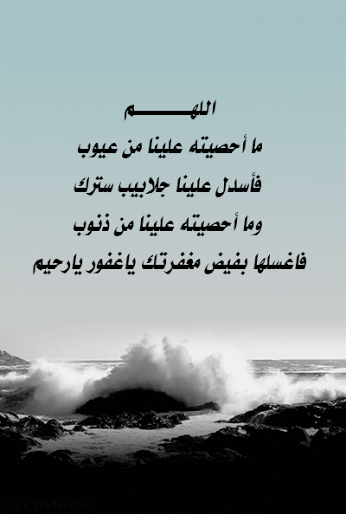 اللهــــــــم
ما أحصيته علينا من عيوب
فأسدل علينا جلابيب سترك
وما أحصيته علينا من ذنوب
فاغسلها بفيض مغفرتك ياغفور يارحيم